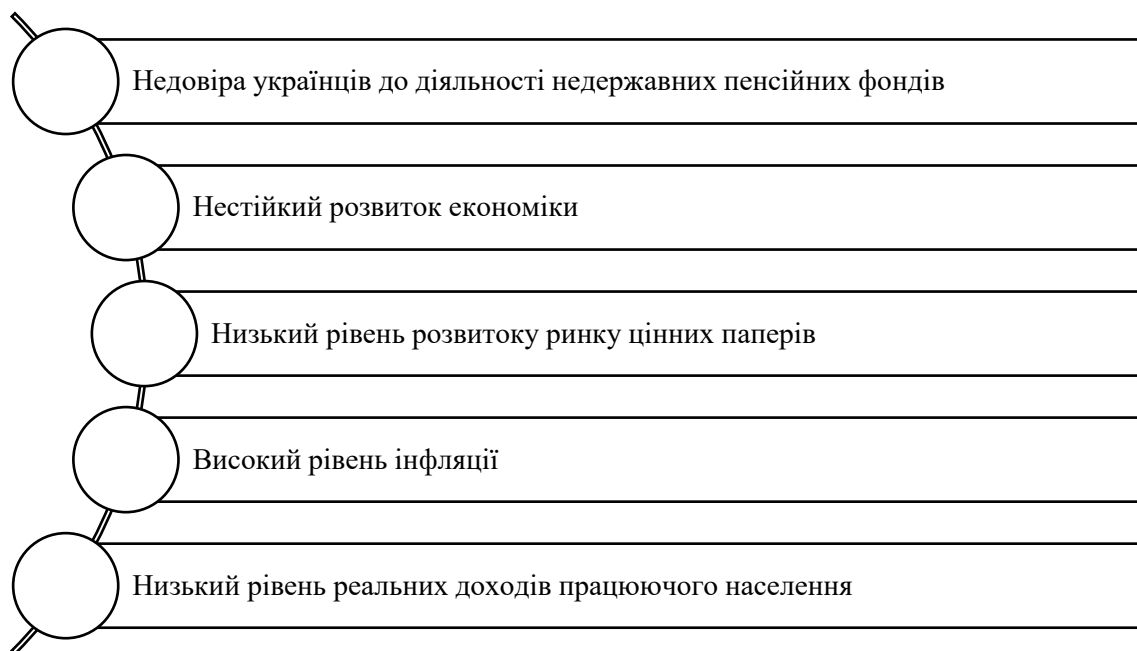 Недовіра українців до діяльності недержавних пенсійних фондів
Нестійкий розвиток економіки
Низький рівень розвитоку ринку цінних паперів
Високий рівень інфляції
Низький рівень реальних доходів працюючого населення